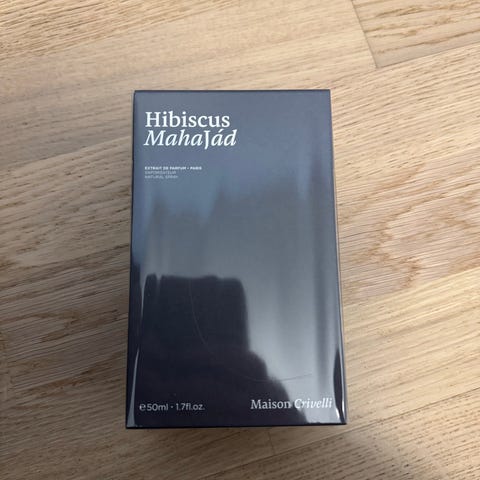 Hibiscus
MahaJád
EXTRAIT DE PARFUM • PARIS
VAPORISATEUR
NATURAL SPRAY
℮50ml • 1.7fl.oz.
Maison Crivelli